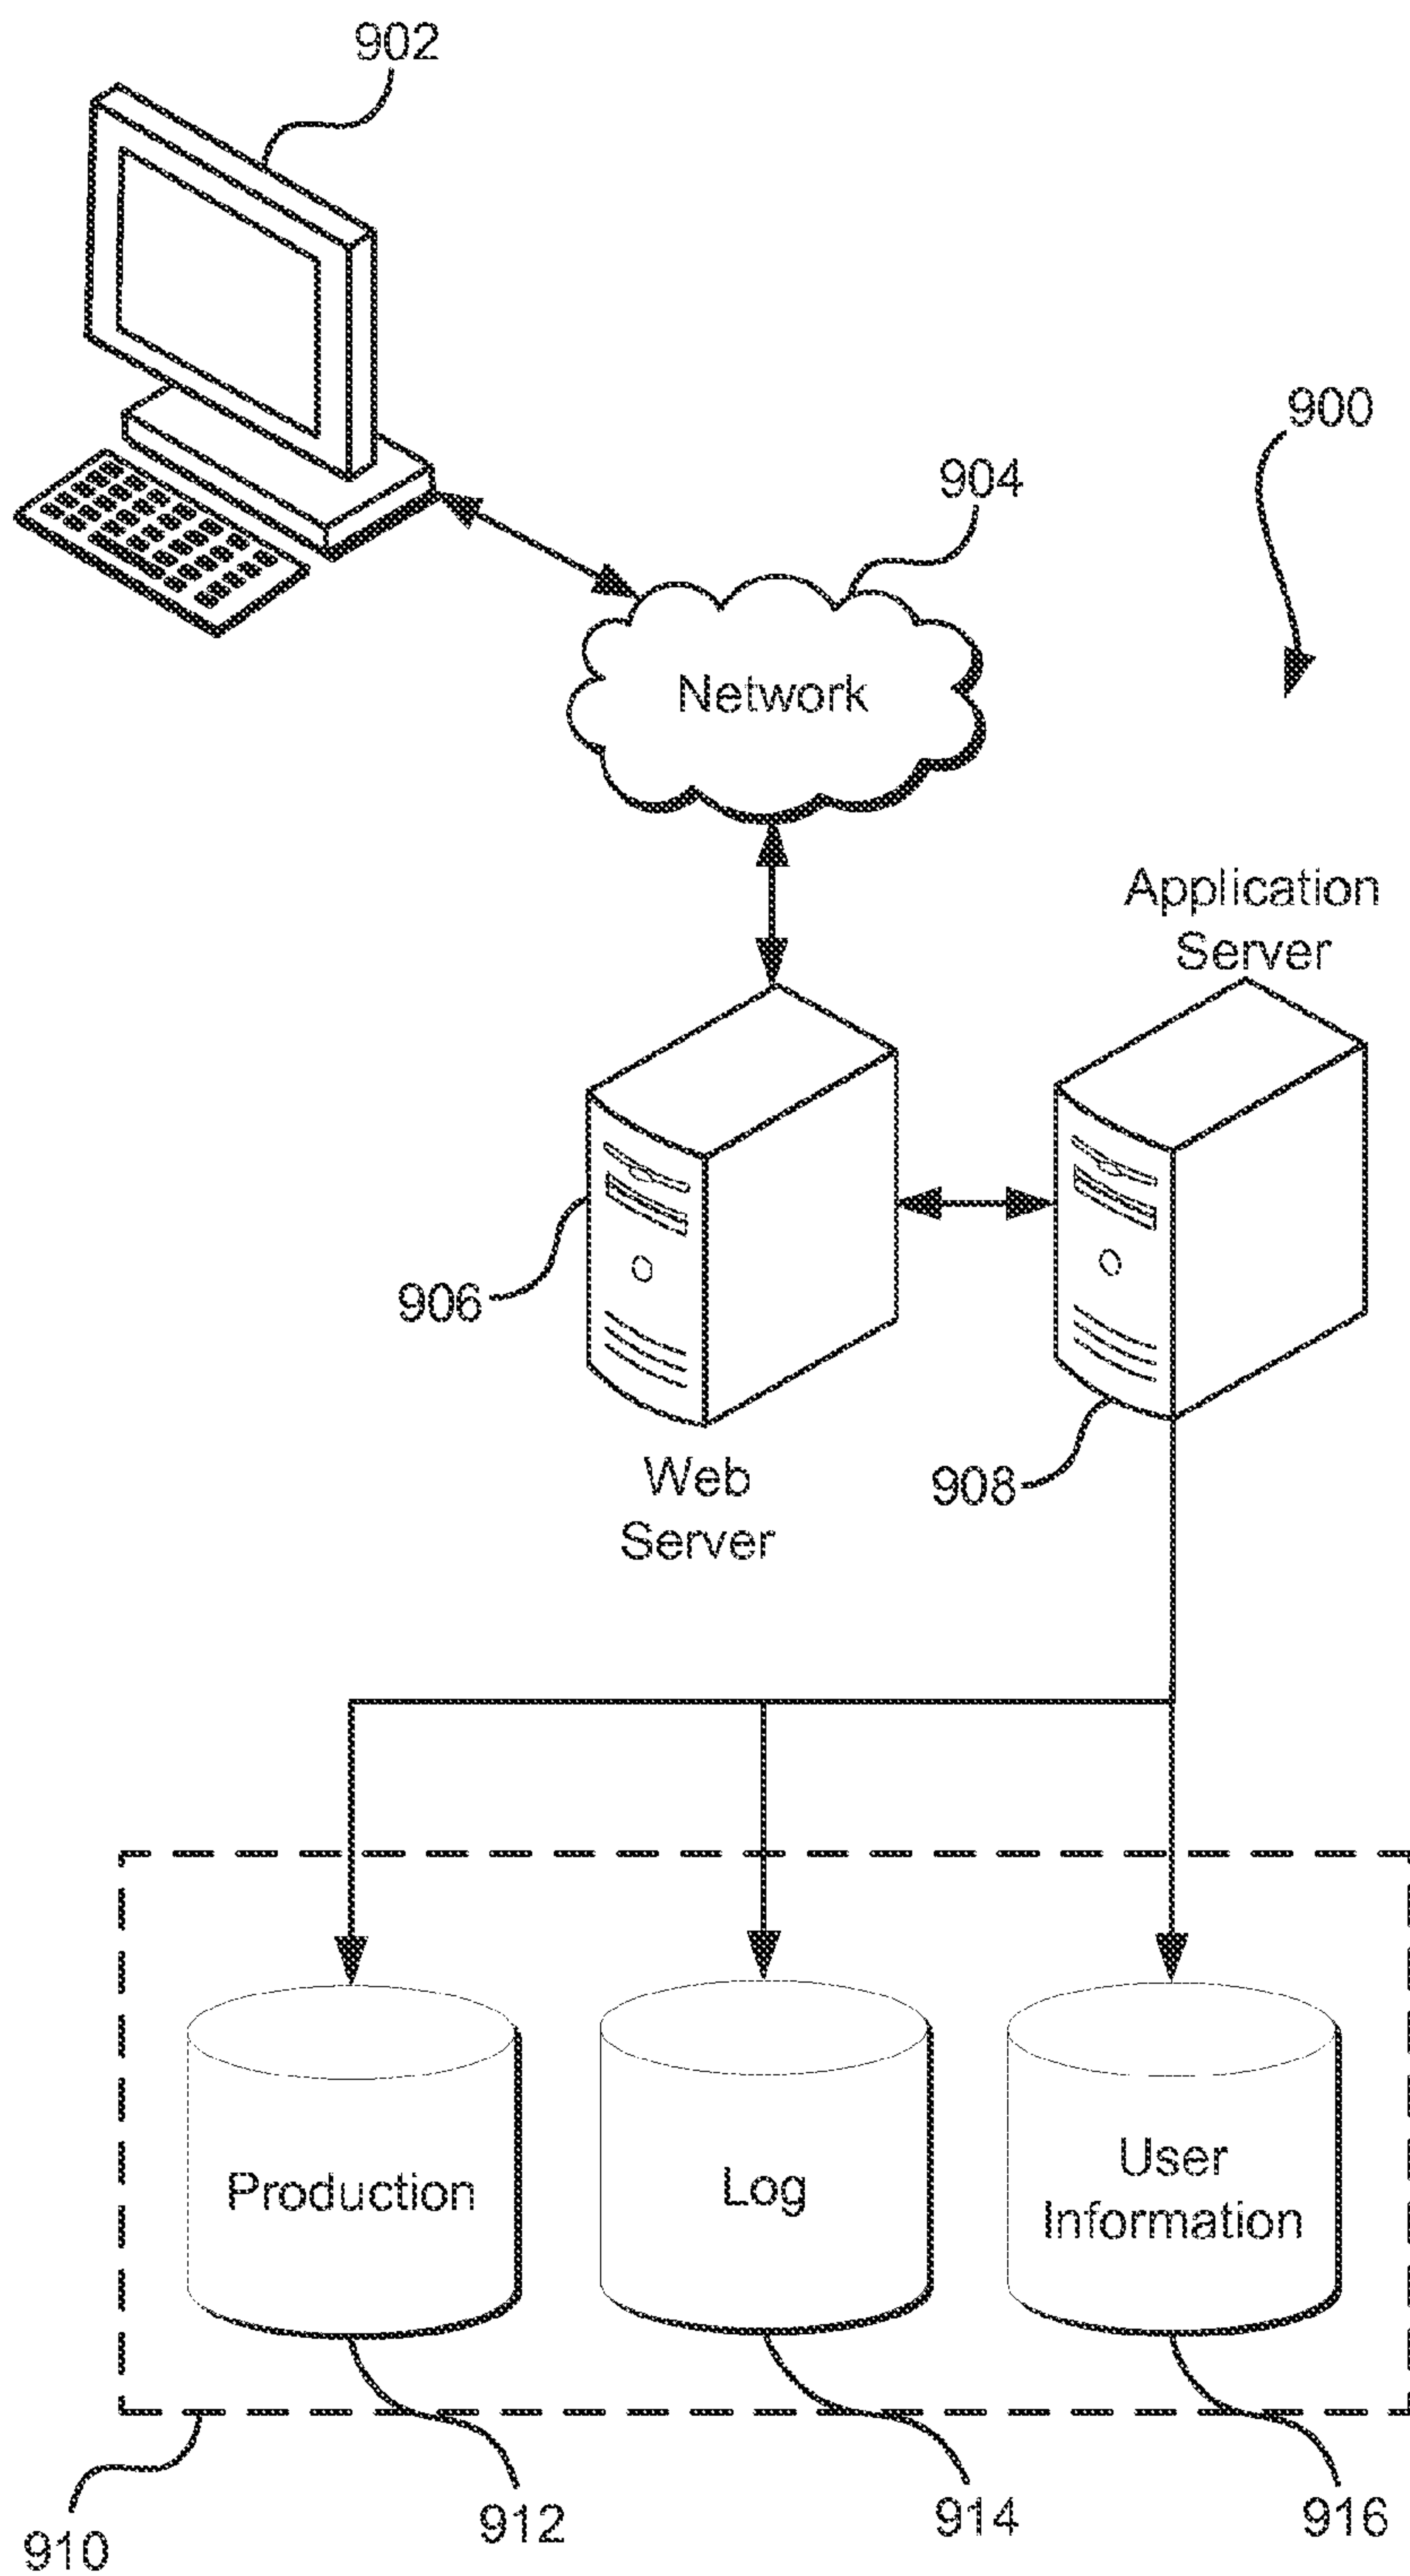 902
900
904
Network
Application
Server
906
908
Web
Server
Production
Log
User
Information
910
912
914
916